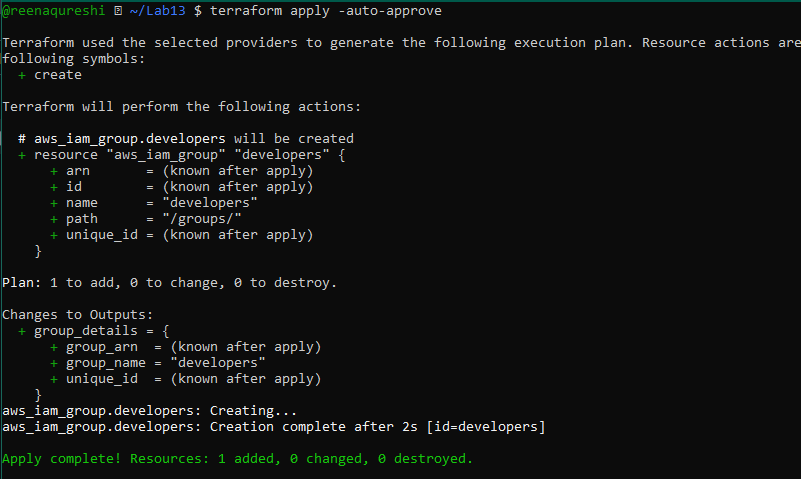 @reenaqureshi ~/Lab13 $ terraform apply -auto-approve
Terraform used the selected providers to generate the following execution plan. Resource actions are
following symbols:
+ create
Terraform will perform the following actions:
# aws_iam_group.developers will be created
+ resource "aws_iam_group" "developers" {
+ arn       = (known after apply)
+ id        = (known after apply)
+ name      = "developers"
+ path      = "/groups/"
+ unique_id = (known after apply)
}
Plan: 1 to add, 0 to change, 0 to destroy.
Changes to Outputs:
+ group_details = {
+ group_arn  = (known after apply)
+ group_name = "developers"
+ unique_id  = (known after apply)
}
aws_iam_group.developers: Creating...
aws_iam_group.developers: Creation complete after 2s [id=developers]
Apply complete! Resources: 1 added, 0 changed, 0 destroyed.